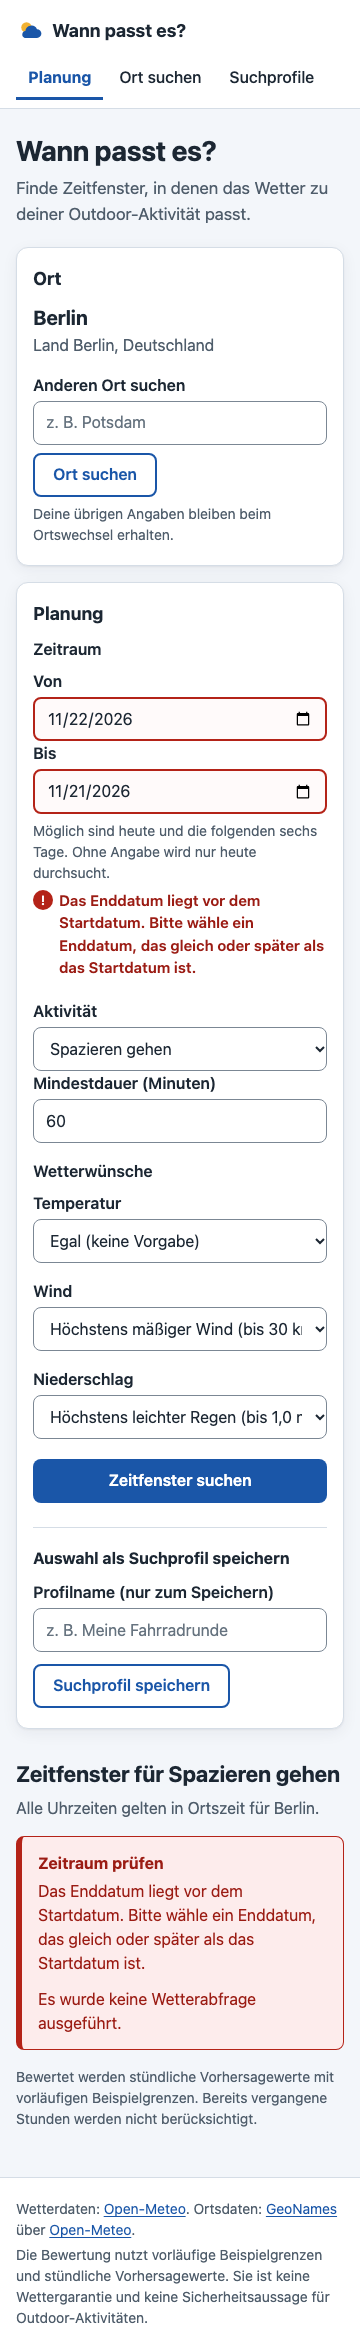 Wann passt es?
Planung Ort suchen Suchprofile
Wann passt es?
Finde Zeitfenster, in denen das Wetter zu
deiner Outdoor-Aktivität passt.
Ort
Berlin
Land Berlin, Deutschland
Anderen Ort suchen
z. B. Potsdam
Ort suchen
Deine übrigen Angaben bleiben beim
Ortswechsel erhalten.
Planung
Zeitraum
Von
11/22/2026
Bis
11/21/2026
Möglich sind heute und die folgenden sechs
Tage. Ohne Angabe wird nur heute
durchsucht.
Das Enddatum liegt vor dem
Startdatum. Bitte wähle ein
Enddatum, das gleich oder später als
das Startdatum ist.
Aktivität
Spazieren gehen
Mindestdauer (Minuten)
60
Wetterwünsche
Temperatur
Egal (keine Vorgabe)
Wind
Höchstens mäßiger Wind (bis 30
Niederschlag
Höchstens leichter Regen (bis 1,0
Zeitfenster suchen
Auswahl als Suchprofil speichern
Profilname (nur zum Speichern)
z. B. Meine Fahrradrunde
Suchprofil speichern
Zeitfenster für Spazieren gehen
Alle Uhrzeiten gelten in Ortszeit für Berlin.
Zeitraum prüfen
Das Enddatum liegt vor dem
Startdatum. Bitte wähle ein Enddatum,
das gleich oder später als das
Startdatum ist.
Es wurde keine Wetterabfrage
ausgeführt.
Bewertet werden stündliche Vorhersagewerte mit
vorläufigen Beispielgrenzen. Bereits vergangene
Stunden werden nicht berücksichtigt.
Wetterdaten: Open-Meteo. Ortsdaten: GeoNames
über Open-Meteo.
Die Bewertung nutzt vorläufige Beispielgrenzen
und stündliche Vorhersagewerte. Sie ist keine
Wettergarantie und keine Sicherheitsaussage für
Outdoor-Aktivitäten.